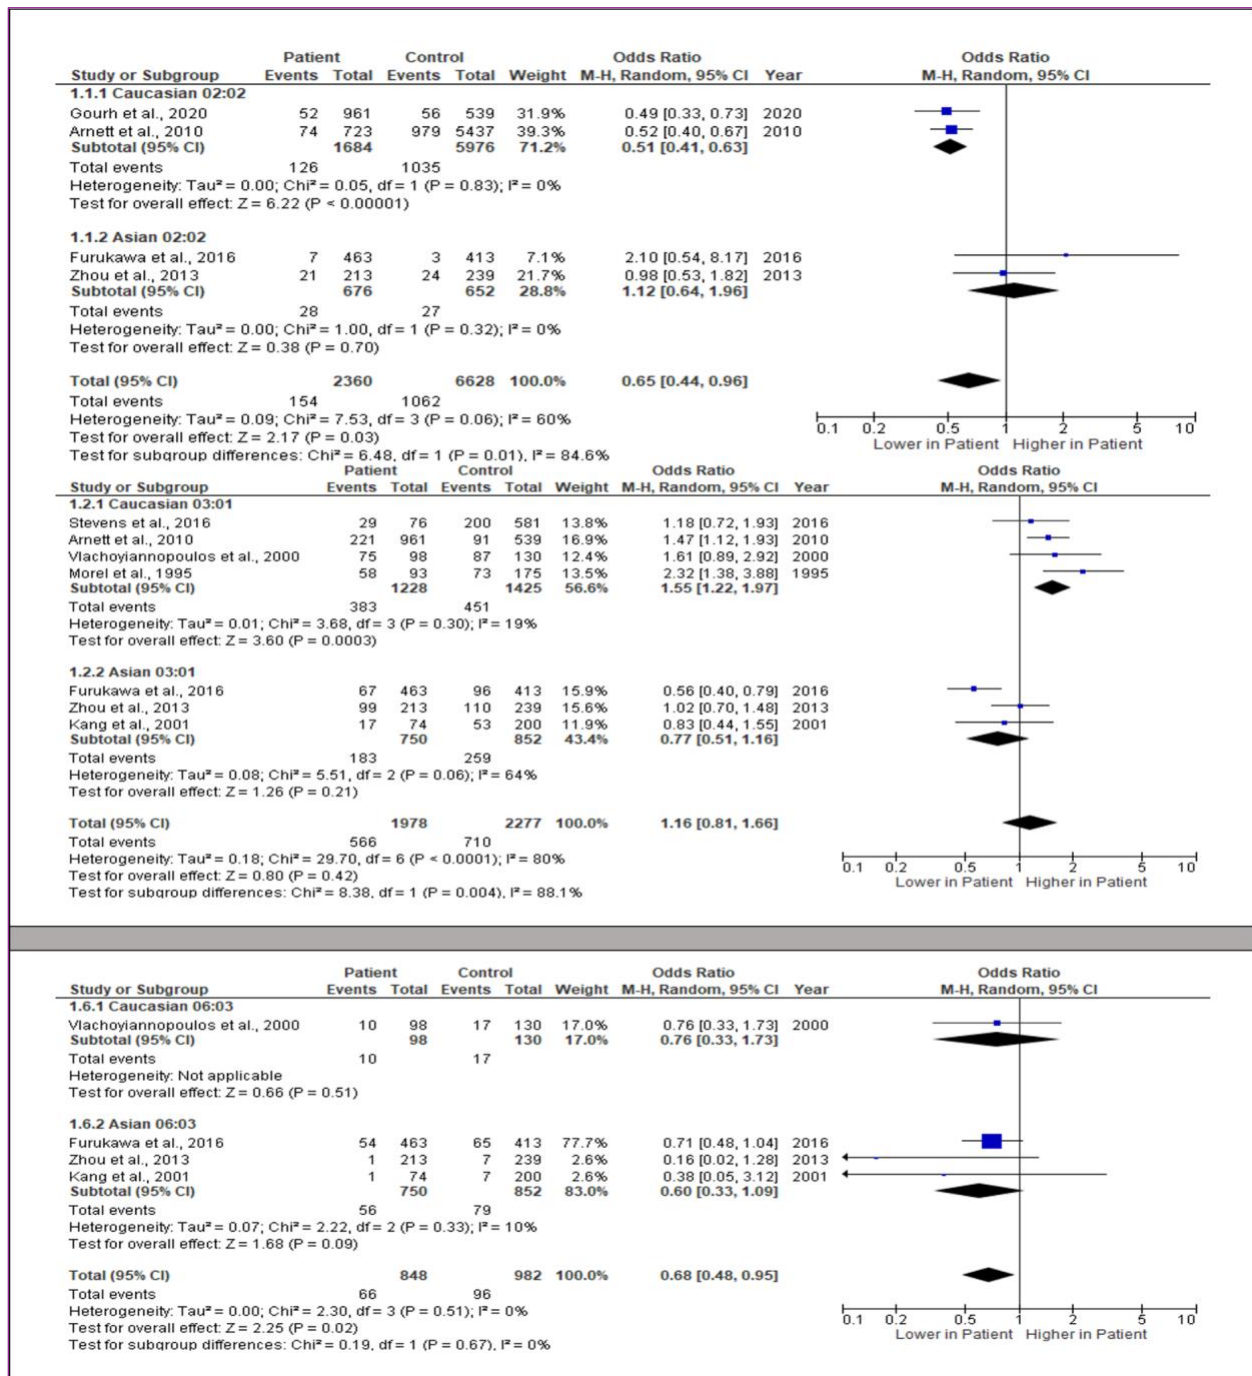 Patient Control Odds Ratio Odds Ratio
Study or Subgroup Events Total Events Total Weight M-H, Random, 95% CI Year M-H, Random, 95% CI
1.1.1 Caucasian 02:02
Gourh et al., 2020 52 961 56 539 31.9% 0.49 [0.33, 0.73] 2020
Arnett et al., 2010 74 723 979 5437 39.3% 0.52 [0.40, 0.67] 2010
Subtotal (95% CI) 1684 5976 71.2% 0.51 [0.41, 0.63]
Total events 126 1035
Heterogeneity: Tau² = 0.00; Chi² = 0.05, df = 1 (P = 0.83); I² = 0%
Test for overall effect: Z = 6.22 (P < 0.00001)
1.1.2 Asian 02:02
Furukawa et al., 2016 7 463 3 413 7.1% 2.10 [0.54, 8.17] 2016
Zhou et al., 2013 21 213 24 239 21.7% 0.98 [0.53, 1.82] 2013
Subtotal (95% CI) 676 652 28.8% 1.12 [0.64, 1.96]
Total events 28 27
Heterogeneity: Tau² = 0.00; Chi² = 1.00, df = 1 (P = 0.32); I² = 0%
Test for overall effect: Z = 0.38 (P = 0.70)
Total (95% CI) 2360 6628 100.0% 0.65 [0.44, 0.96]
Total events 154 1062
Heterogeneity: Tau² = 0.09; Chi² = 7.53, df = 3 (P = 0.06); I² = 60%
Test for overall effect: Z = 2.17 (P = 0.03)
Test for subgroup differences: Chi² = 6.48, df = 1 (P = 0.01), I² = 84.6%
0.1 0.2 0.5 1 2 5 10
Lower in Patient Higher in Patient
Patient Control Odds Ratio Odds Ratio
Study or Subgroup Events Total Events Total Weight M-H, Random, 95% CI Year M-H, Random, 95% CI
1.2.1 Caucasian 03:01
Stevens et al., 2016 29 76 200 581 13.8% 1.18 [0.72, 1.93] 2016
Arnett et al., 2010 221 961 91 539 16.9% 1.47 [1.12, 1.93] 2010
Vlachoyiannopoulos et al., 2000 75 98 87 130 12.4% 1.61 [0.89, 2.92] 2000
Morel et al., 1995 58 93 73 175 13.5% 2.32 [1.38, 3.88] 1995
Subtotal (95% CI) 1228 1425 56.6% 1.55 [1.22, 1.97]
Total events 383 451
Heterogeneity: Tau² = 0.01; Chi² = 3.68, df = 3 (P = 0.30); I² = 19%
Test for overall effect: Z = 3.60 (P = 0.0003)
1.2.2 Asian 03:01
Furukawa et al., 2016 67 463 96 413 15.9% 0.56 [0.40, 0.79] 2016
Zhou et al., 2013 99 213 110 239 15.6% 1.02 [0.70, 1.48] 2013
Kang et al., 2001 17 74 53 200 11.9% 0.83 [0.44, 1.55] 2001
Subtotal (95% CI) 750 852 43.4% 0.77 [0.51, 1.16]
Total events 183 259
Heterogeneity: Tau² = 0.08; Chi² = 5.51, df = 2 (P = 0.06); I² = 64%
Test for overall effect: Z = 1.26 (P = 0.21)
Total (95% CI) 1978 2277 100.0% 1.16 [0.81, 1.66]
Total events 566 710
Heterogeneity: Tau² = 0.18; Chi² = 29.70, df = 6 (P < 0.0001); I² = 80%
Test for overall effect: Z = 0.80 (P = 0.42)
Test for subgroup differences: Chi² = 8.38, df = 1 (P = 0.004), I² = 88.1%
0.1 0.2 0.5 1 2 5 10
Lower in Patient Higher in Patient
Patient Control Odds Ratio Odds Ratio
Study or Subgroup Events Total Events Total Weight M-H, Random, 95% CI Year M-H, Random, 95% CI
1.6.1 Caucasian 06:03
Vlachoyiannopoulos et al., 2000 10 98 17 130 17.0% 0.76 [0.33, 1.73] 2000
Subtotal (95% CI) 98 130 17.0% 0.76 [0.33, 1.73]
Total events 10 17
Heterogeneity: Not applicable
Test for overall effect: Z = 0.66 (P = 0.51)
1.6.2 Asian 06:03
Furukawa et al., 2016 54 463 65 413 77.7% 0.71 [0.48, 1.04] 2016
Zhou et al., 2013 1 213 7 239 2.6% 0.16 [0.02, 1.28] 2013
Kang et al., 2001 1 74 7 200 2.6% 0.38 [0.05, 3.12] 2001
Subtotal (95% CI) 750 852 83.0% 0.60 [0.33, 1.09]
Total events 56 79
Heterogeneity: Tau² = 0.07; Chi² = 2.22, df = 2 (P = 0.33); I² = 10%
Test for overall effect: Z = 1.68 (P = 0.09)
Total (95% CI) 848 982 100.0% 0.68 [0.48, 0.95]
Total events 66 96
Heterogeneity: Tau² = 0.00; Chi² = 2.30, df = 3 (P = 0.51); I² = 0%
Test for overall effect: Z = 2.25 (P = 0.02)
Test for subgroup differences: Chi² = 0.19, df = 1 (P = 0.67), I² = 0%
0.1 0.2 0.5 1 2 5 10
Lower in Patient Higher in Patient